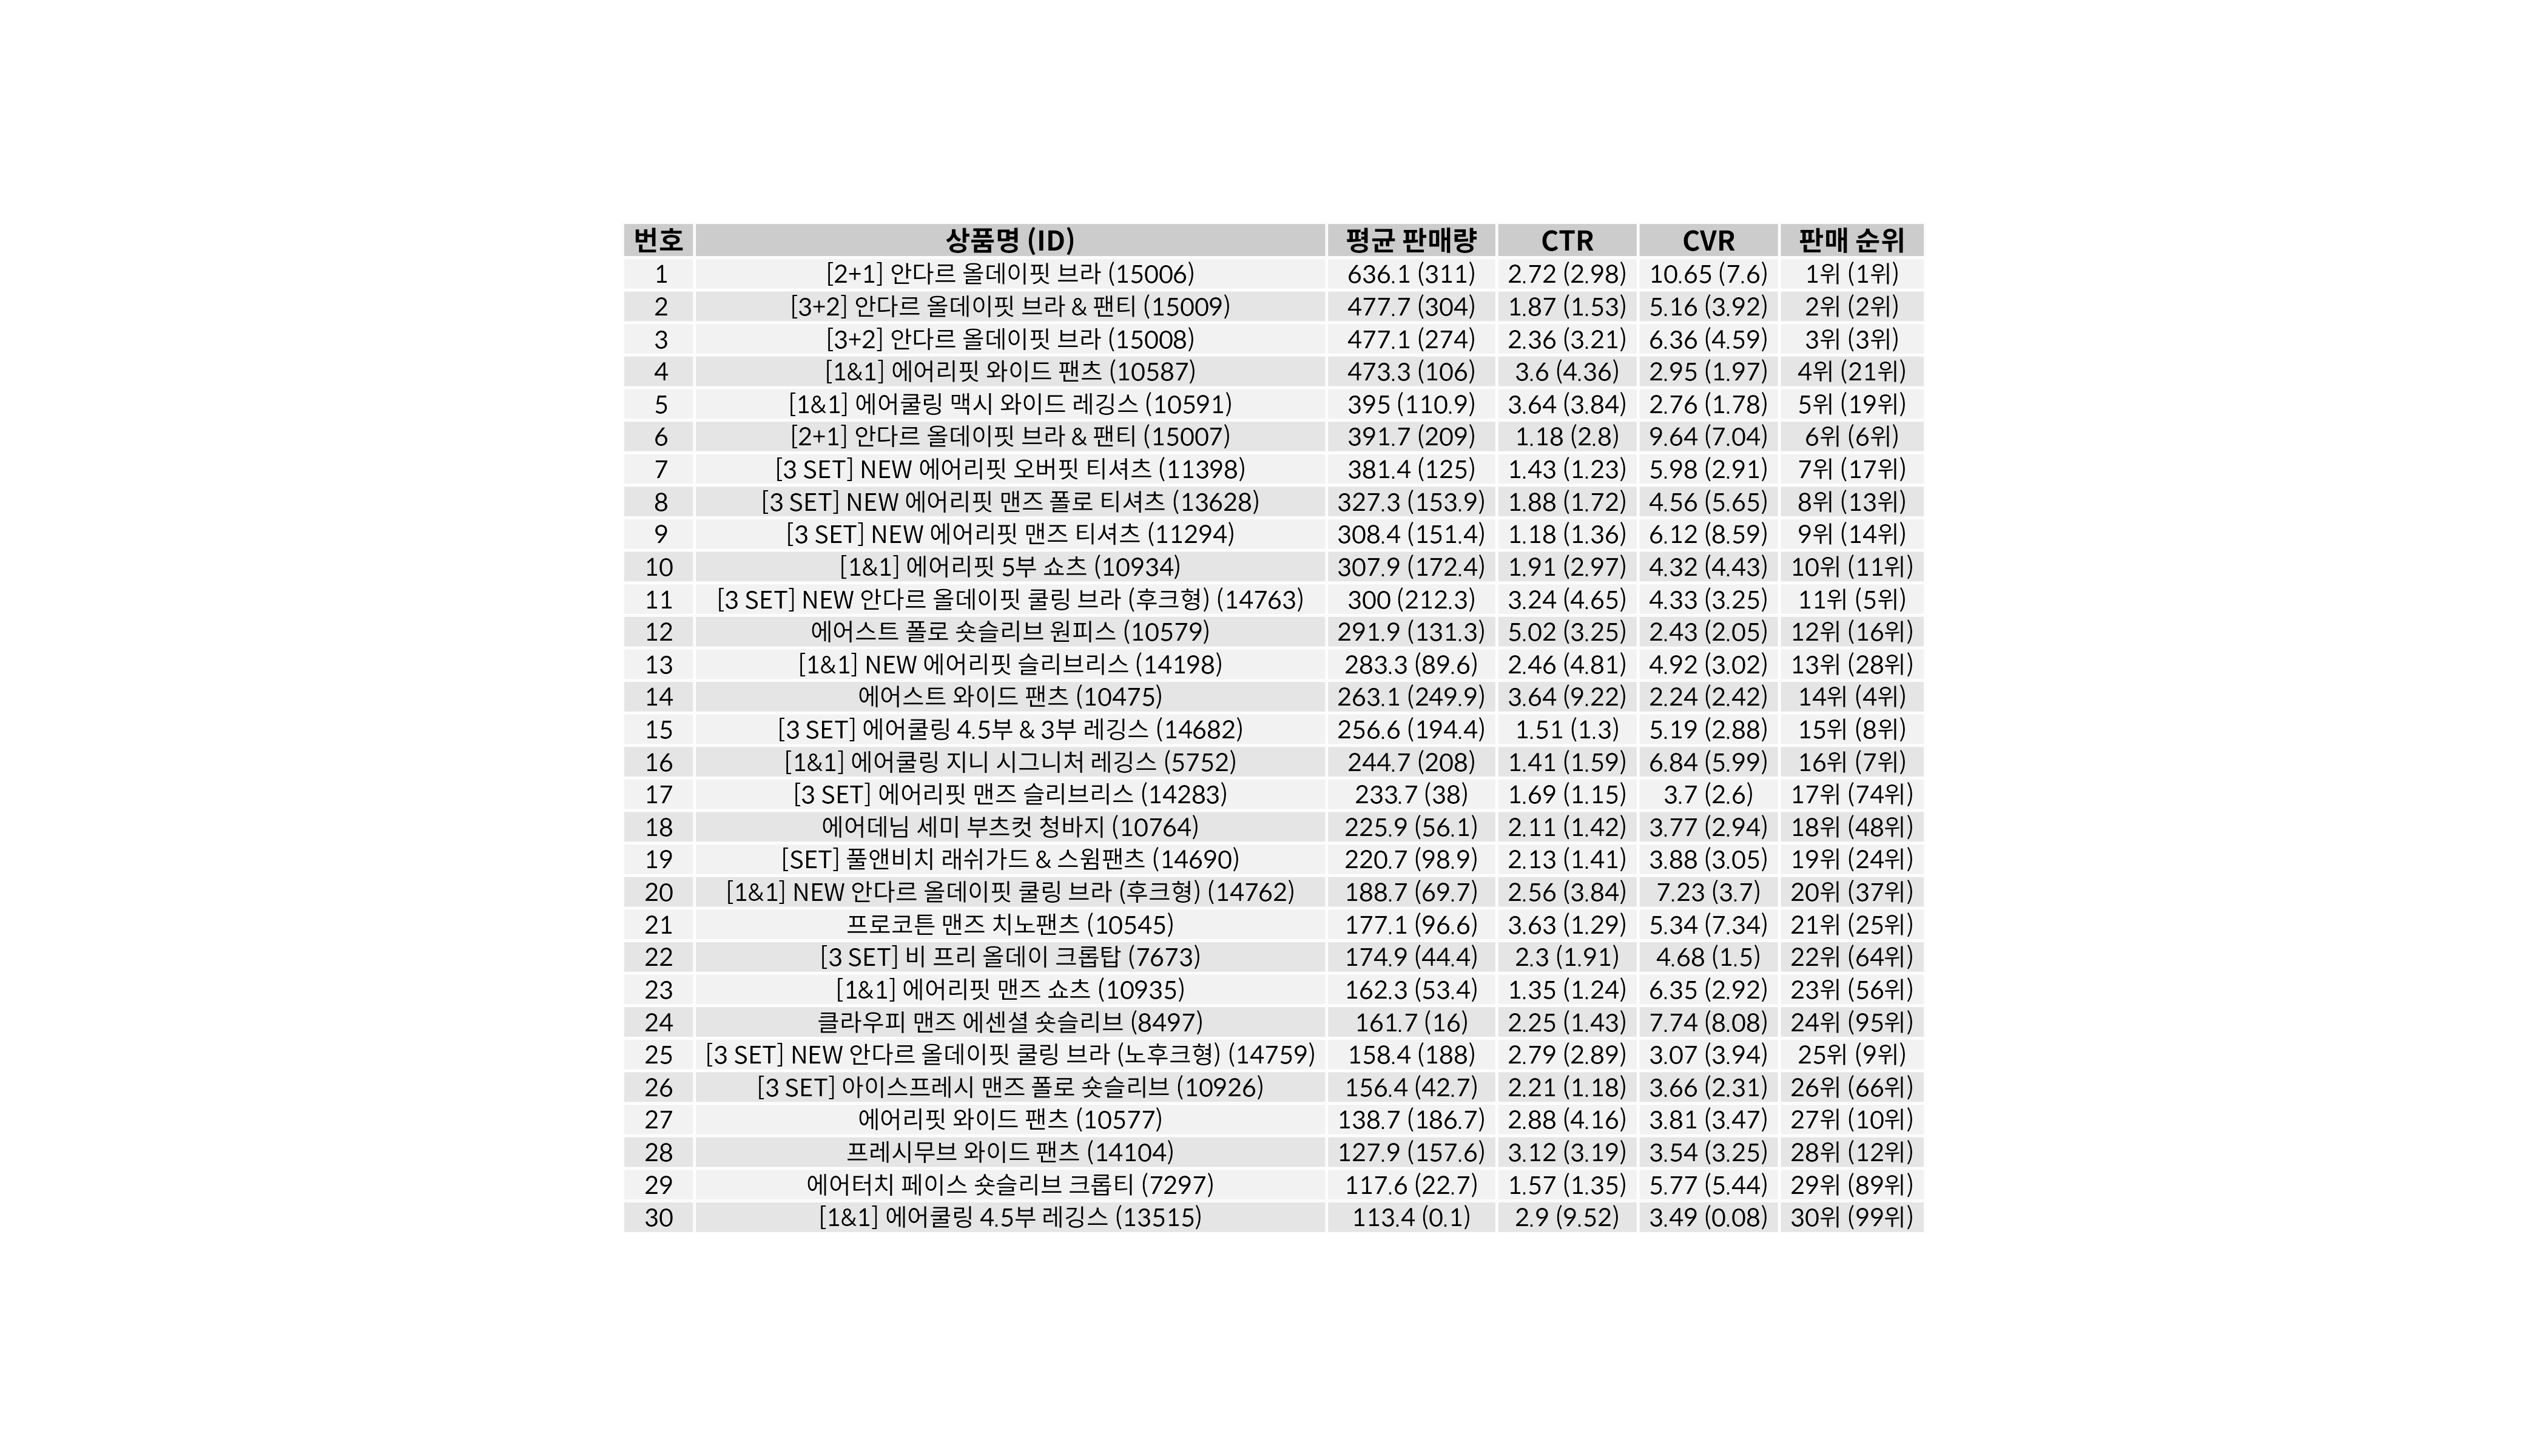 번호 상품명 (ID) 평균 판매량 CTR CVR 판매 순위
1 [2+1] 안다르 올데이핏 브라 (15006) 636.1 (311) 2.72 (2.98) 10.65 (7.6) 1위 (1위)
2 [3+2] 안다르 올데이핏 브라 & 팬티 (15009) 477.7 (304) 1.87 (1.53) 5.16 (3.92) 2위 (2위)
3 [3+2] 안다르 올데이핏 브라 (15008) 477.1 (274) 2.36 (3.21) 6.36 (4.59) 3위 (3위)
4 [1&1] 에어리핏 와이드 팬츠 (10587) 473.3 (106) 3.6 (4.36) 2.95 (1.97) 4위 (21위)
5 [1&1] 에어쿨링 맥시 와이드 레깅스 (10591) 395 (110.9) 3.64 (3.84) 2.76 (1.78) 5위 (19위)
6 [2+1] 안다르 올데이핏 브라 & 팬티 (15007) 391.7 (209) 1.18 (2.8) 9.64 (7.04) 6위 (6위)
7 [3 SET] NEW 에어리핏 오버핏 티셔츠 (11398) 381.4 (125) 1.43 (1.23) 5.98 (2.91) 7위 (17위)
8 [3 SET] NEW 에어리핏 맨즈 폴로 티셔츠 (13628) 327.3 (153.9) 1.88 (1.72) 4.56 (5.65) 8위 (13위)
9 [3 SET] NEW 에어리핏 맨즈 티셔츠 (11294) 308.4 (151.4) 1.18 (1.36) 6.12 (8.59) 9위 (14위)
10 [1&1] 에어리핏 5부 쇼츠 (10934) 307.9 (172.4) 1.91 (2.97) 4.32 (4.43) 10위 (11위)
11 [3 SET] NEW 안다르 올데이핏 쿨링 브라 (후크형) (14763) 300 (212.3) 3.24 (4.65) 4.33 (3.25) 11위 (5위)
12 에어스트 폴로 숏슬리브 원피스 (10579) 291.9 (131.3) 5.02 (3.25) 2.43 (2.05) 12위 (16위)
13 [1&1] NEW 에어리핏 슬리브리스 (14198) 283.3 (89.6) 2.46 (4.81) 4.92 (3.02) 13위 (28위)
14 에어스트 와이드 팬츠 (10475) 263.1 (249.9) 3.64 (9.22) 2.24 (2.42) 14위 (4위)
15 [3 SET] 에어쿨링 4.5부 & 3부 레깅스 (14682) 256.6 (194.4) 1.51 (1.3) 5.19 (2.88) 15위 (8위)
16 [1&1] 에어쿨링 지니 시그니처 레깅스 (5752) 244.7 (208) 1.41 (1.59) 6.84 (5.99) 16위 (7위)
17 [3 SET] 에어리핏 맨즈 슬리브리스 (14283) 233.7 (38) 1.69 (1.15) 3.7 (2.6) 17위 (74위)
18 에어데님 세미 부츠컷 청바지 (10764) 225.9 (56.1) 2.11 (1.42) 3.77 (2.94) 18위 (48위)
19 [SET] 풀앤비치 래쉬가드 & 스윔팬츠 (14690) 220.7 (98.9) 2.13 (1.41) 3.88 (3.05) 19위 (24위)
20 [1&1] NEW 안다르 올데이핏 쿨링 브라 (후크형) (14762) 188.7 (69.7) 2.56 (3.84) 7.23 (3.7) 20위 (37위)
21 프로코튼 맨즈 치노팬츠 (10545) 177.1 (96.6) 3.63 (1.29) 5.34 (7.34) 21위 (25위)
22 [3 SET] 비 프리 올데이 크롭탑 (7673) 174.9 (44.4) 2.3 (1.91) 4.68 (1.5) 22위 (64위)
23 [1&1] 에어리핏 맨즈 쇼츠 (10935) 162.3 (53.4) 1.35 (1.24) 6.35 (2.92) 23위 (56위)
24 클라우피 맨즈 에센셜 숏슬리브 (8497) 161.7 (16) 2.25 (1.43) 7.74 (8.08) 24위 (95위)
25 [3 SET] NEW 안다르 올데이핏 쿨링 브라 (노후크형) (14759) 158.4 (188) 2.79 (2.89) 3.07 (3.94) 25위 (9위)
26 [3 SET] 아이스프레시 맨즈 폴로 숏슬리브 (10926) 156.4 (42.7) 2.21 (1.18) 3.66 (2.31) 26위 (66위)
27 에어리핏 와이드 팬츠 (10577) 138.7 (186.7) 2.88 (4.16) 3.81 (3.47) 27위 (10위)
28 프레시무브 와이드 팬츠 (14104) 127.9 (157.6) 3.12 (3.19) 3.54 (3.25) 28위 (12위)
29 에어터치 페이스 숏슬리브 크롭티 (7297) 117.6 (22.7) 1.57 (1.35) 5.77 (5.44) 29위 (89위)
30 [1&1] 에어쿨링 4.5부 레깅스 (13515) 113.4 (0.1) 2.9 (9.52) 3.49 (0.08) 30위 (99위)